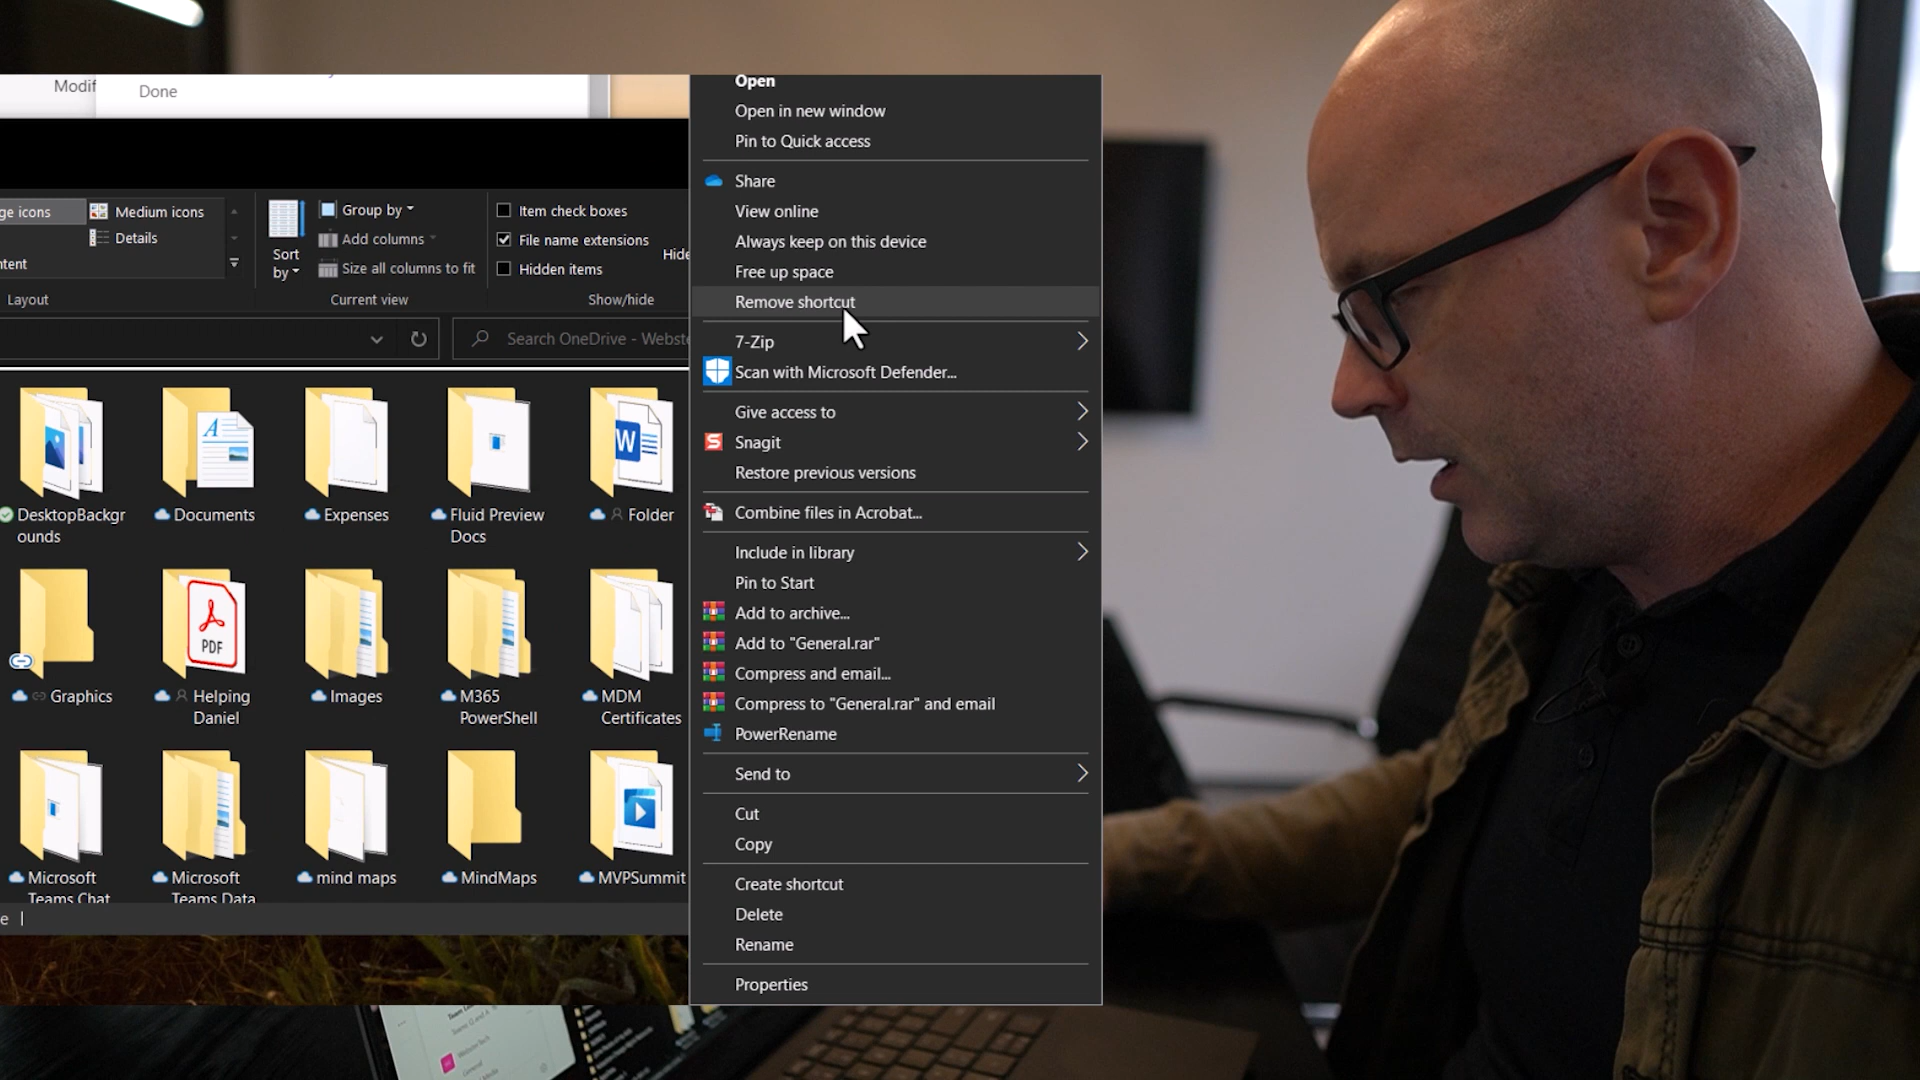 Modif
Done
ge icons
Medium icons
Details
ntent
Layout
Sort
by
Group by
Add columns
Size all columns to fit
Current view
Item check boxes
File name extensions
Hidden items
Hide
Show/hide
Search OneDrive - Webste
DesktopBackgr
ounds
Documents
Expenses
Fluid Preview
Docs
Folder
Graphics
Helping
Daniel
Images
M365
PowerShell
MDM
Certificates
Microsoft
Teams Chat
Microsoft
Teams Data
mind maps
MindMaps
MVPSummit
A
W
PDF
e
Open
Open in new window
Pin to Quick access
Share
View online
Always keep on this device
Free up space
Remove shortcut
7-Zip
Scan with Microsoft Defender...
Give access to
S
Snagit
Restore previous versions
Combine files in Acrobat...
Include in library
Pin to Start
Add to archive...
Add to "General.rar"
Compress and email...
Compress to "General.rar" and email
PowerRename
Send to
Cut
Copy
Create shortcut
Delete
Rename
Properties